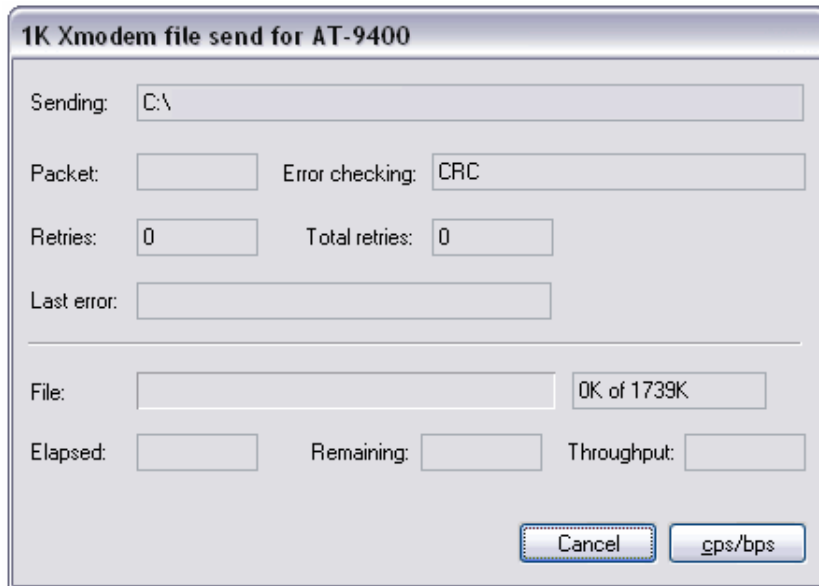 1K Xmodem file send for AT-9400
Sending: C:\
Packet: Error checking: CRC
Retries: 0 Total retries: 0
Last error:
File: 0K of 1739K
Elapsed: Remaining: Throughput:
Cancel cps/bps